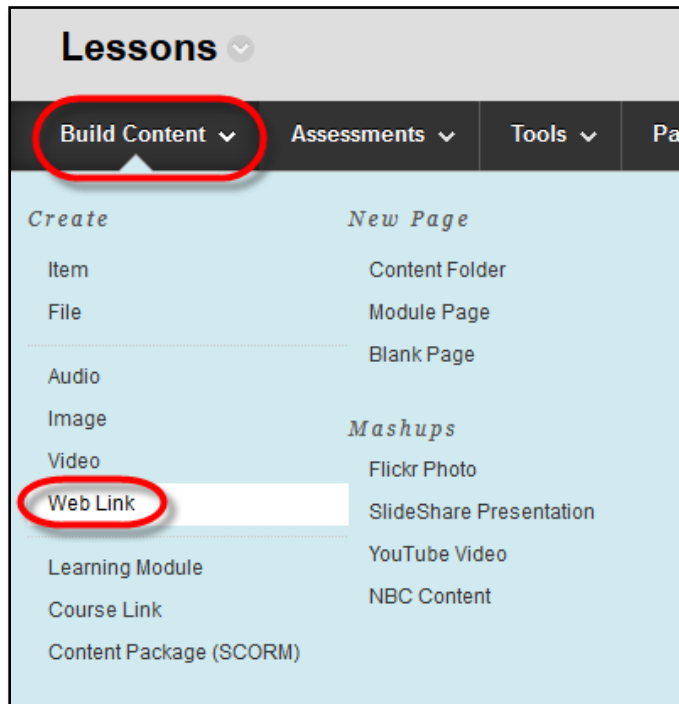 Lessons
Build Content
Assessments
Tools
Pa
Create
Item
File
Audio
Image
Video
Web Link
Learning Module
Course Link
Content Package (SCORM)
New Page
Content Folder
Module Page
Blank Page
Mashups
Flickr Photo
SlideShare Presentation
YouTube Video
NBC Content